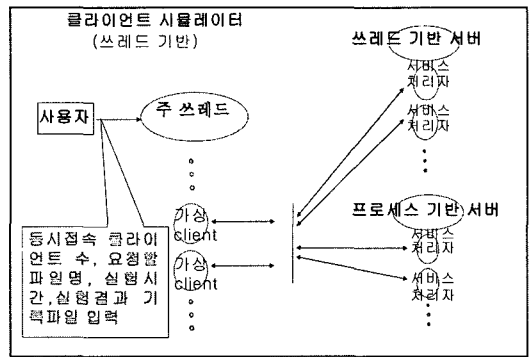 클라이언트 시뮬레이터
(쓰레드 기반)
사용자
주 쓰레드
가상
client
가상
client
동시접속 클라이
언트 수, 요청할
파일명, 실험시
간,실험결과 기
록파일 입력
쓰레드 기반 서버
서비스
처리자
서비스
처리자
프로세스 기반 서버
서비스
처리자
서비스
처리자